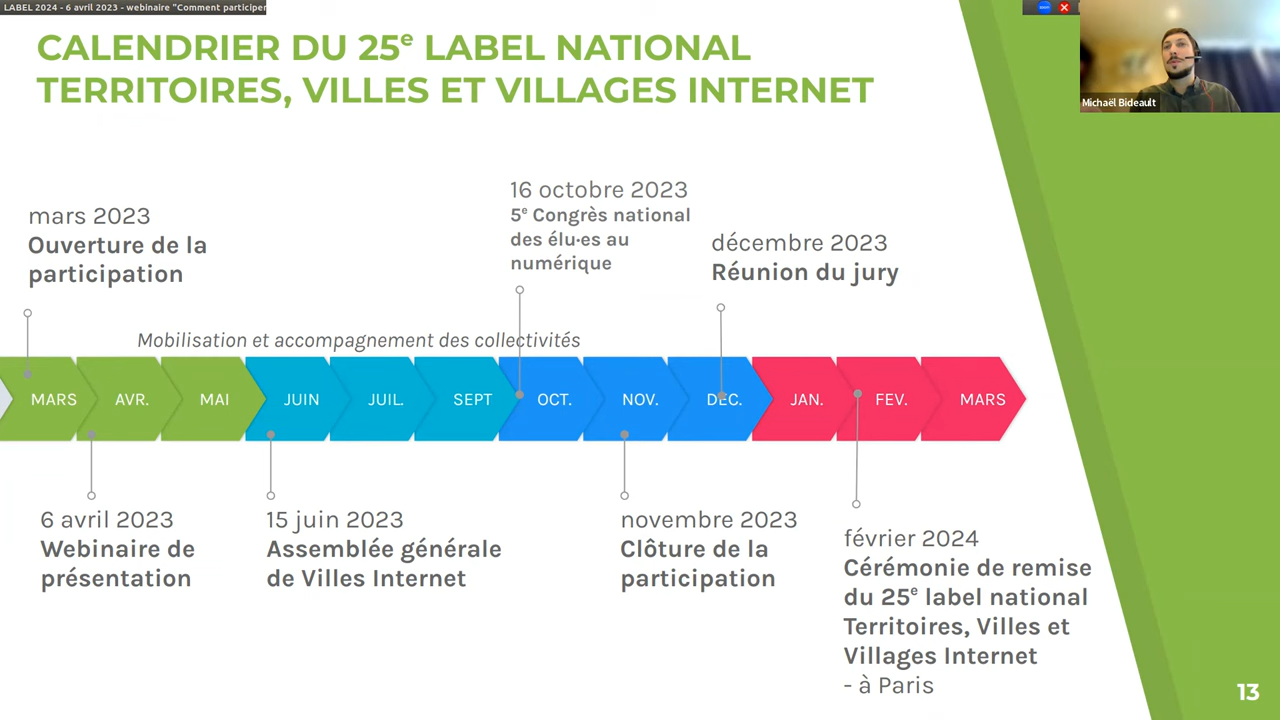 LABEL 2024 - 6 avril 2023 - webinaire "Comment participer
CALENDRIER DU 25e LABEL NATIONAL
TERRITOIRES, VILLES ET VILLAGES INTERNET
Michaël Bideault
mars 2023
Ouverture de la
participation
16 octobre 2023
5e Congrès national
des élu·es au
numérique
décembre 2023
Réunion du jury
Mobilisation et accompagnement des collectivités
MARS AVR. MAI JUIN JUIL. SEPT OCT. NOV. DEC. JAN. FEV. MARS
6 avril 2023
Webinaire de
présentation
15 juin 2023
Assemblée générale
de Villes Internet
novembre 2023
Clôture de la
participation
février 2024
Cérémonie de remise
du 25e label national
Territoires, Villes et
Villages Internet
- à Paris
13